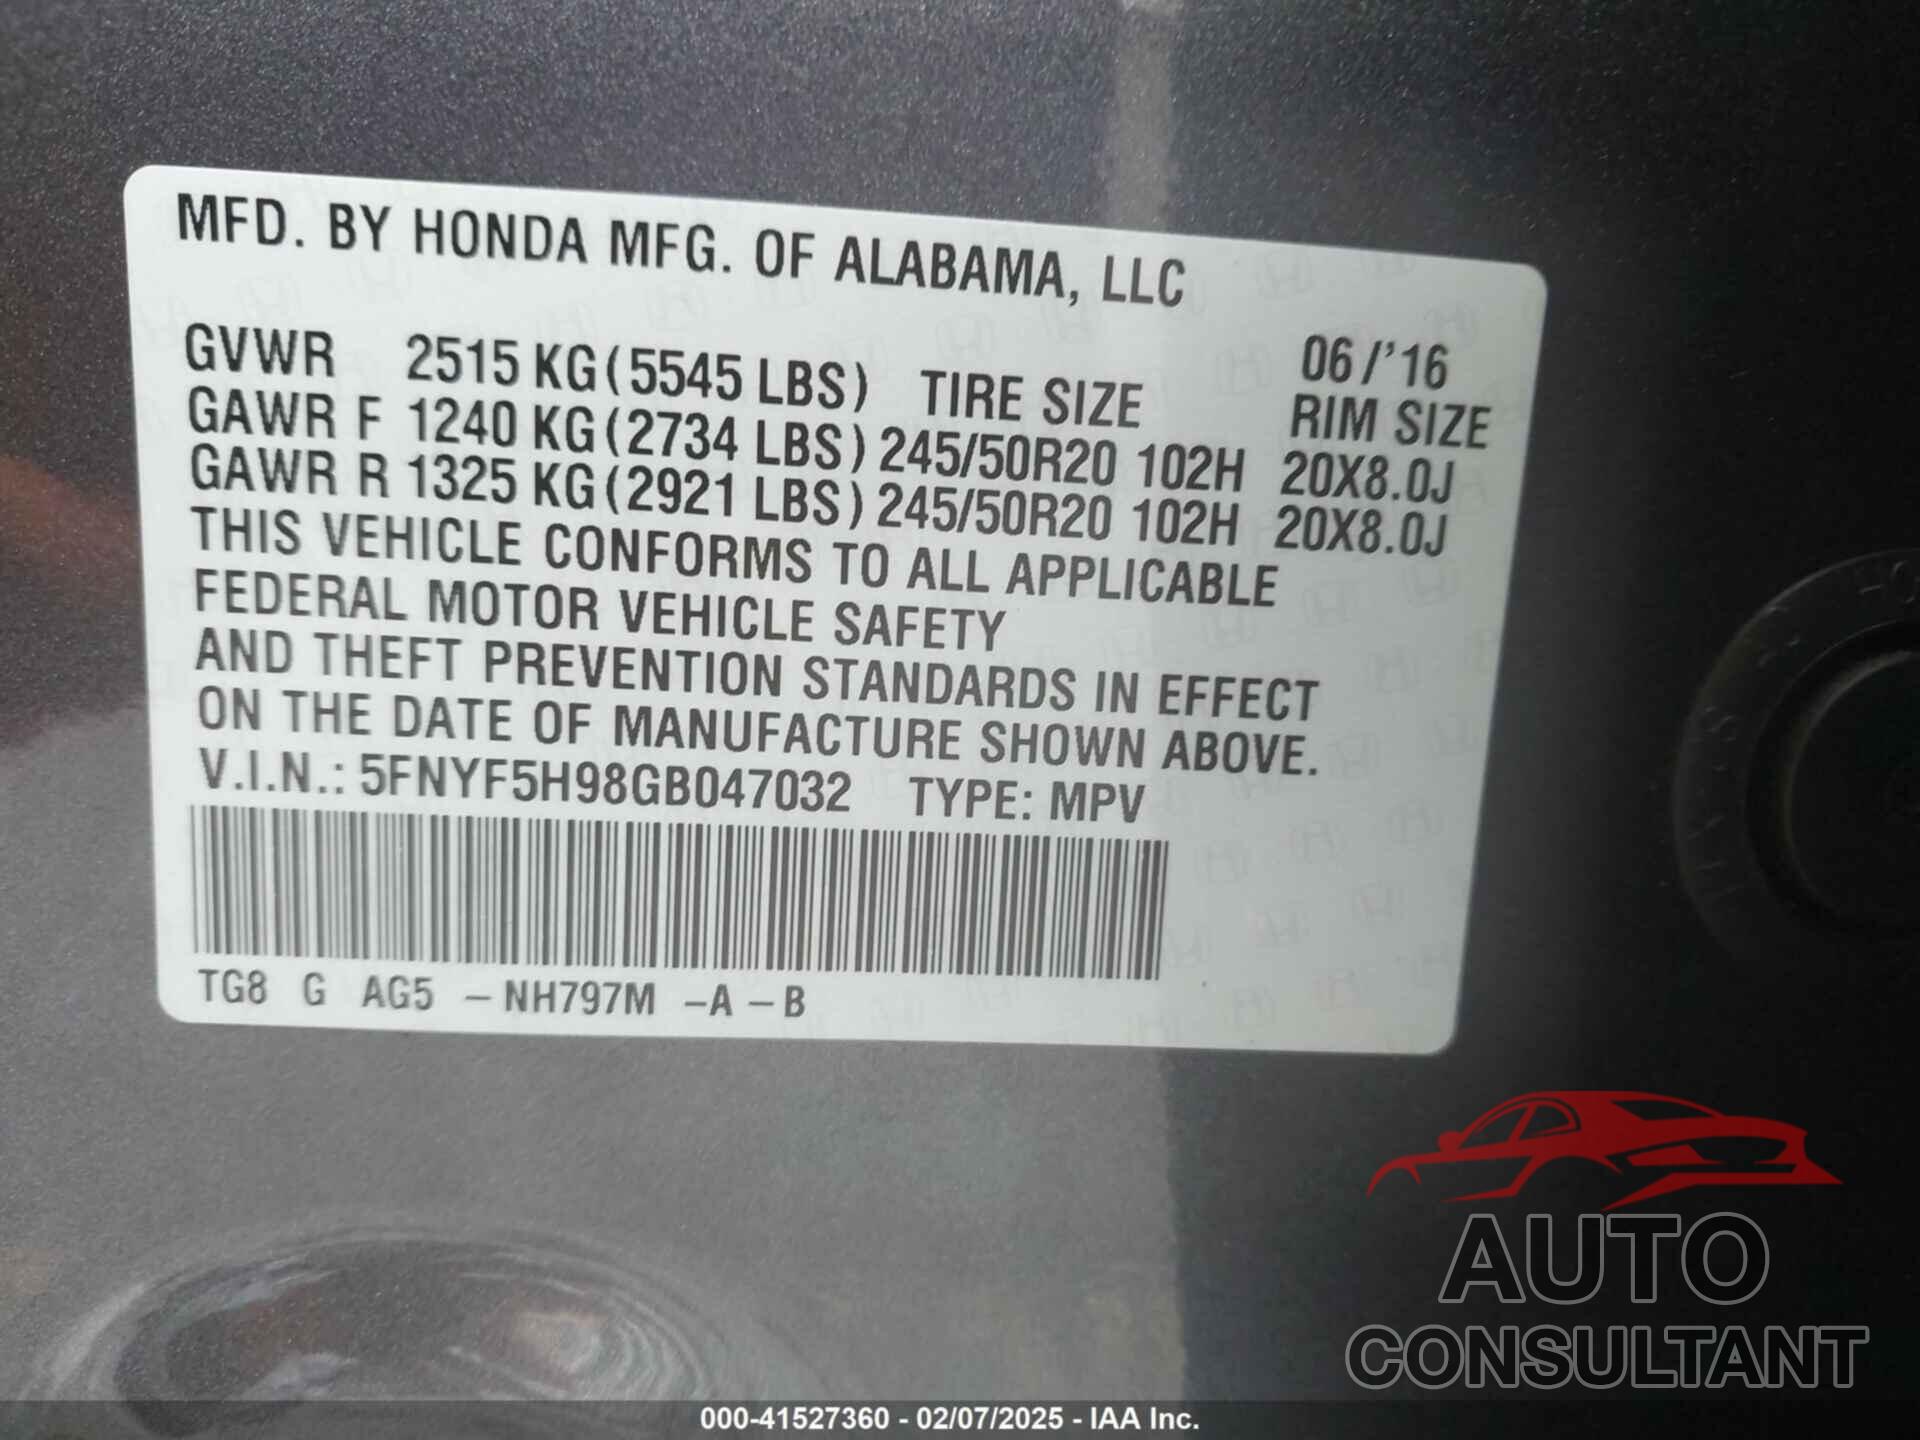 MFD. BY HONDA MFG. OF ALABAMA, LLC
06/'16
GVWR 2515 KG(5545 LBS) TIRE SIZE RIM SIZE
GAWR F 1240 KG(2734 LBS) 245/50R20 102H 20X8.0J
GAWR R 1325 KG(2921 LBS) 245/50R20 102H 20X8.0J
THIS VEHICLE CONFORMS TO ALL APPLICABLE
FEDERAL MOTOR VEHICLE SAFETY
AND THEFT PREVENTION STANDARDS IN EFFECT
ON THE DATE OF MANUFACTURE SHOWN ABOVE.
V.I.N.: 5FNYF5H98GB047032 TYPE: MPV
TG8 G AG5 –NH797M –A –B
AUTO
CONSULTANT
000-41527360 - 02/07/2025 - IAA Inc.